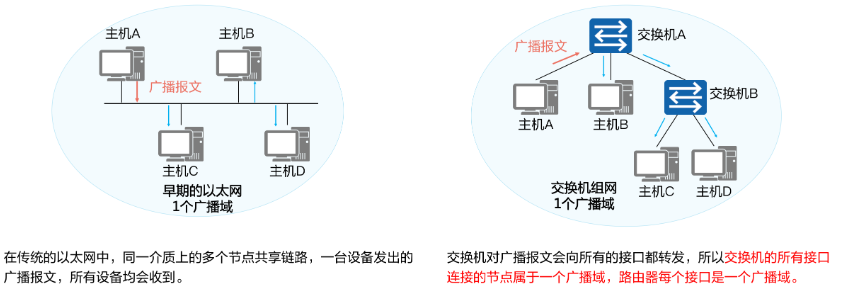 主机A
主机B
广播报文
主机C
主机D
早期的以太网
1个广播域
在传统的以太网中，同一介质上的多个节点共享链路，一台设备发出的
广播报文，所有设备均会收到。
交换机A
广播报文
主机A
主机B
交换机B
主机C
主机D
交换机组网
1个广播域
交换机对广播报文会向所有的接口都转发，所以交换机的所有接口
连接的节点属于一个广播域，路由器每个接口是一个广播域。